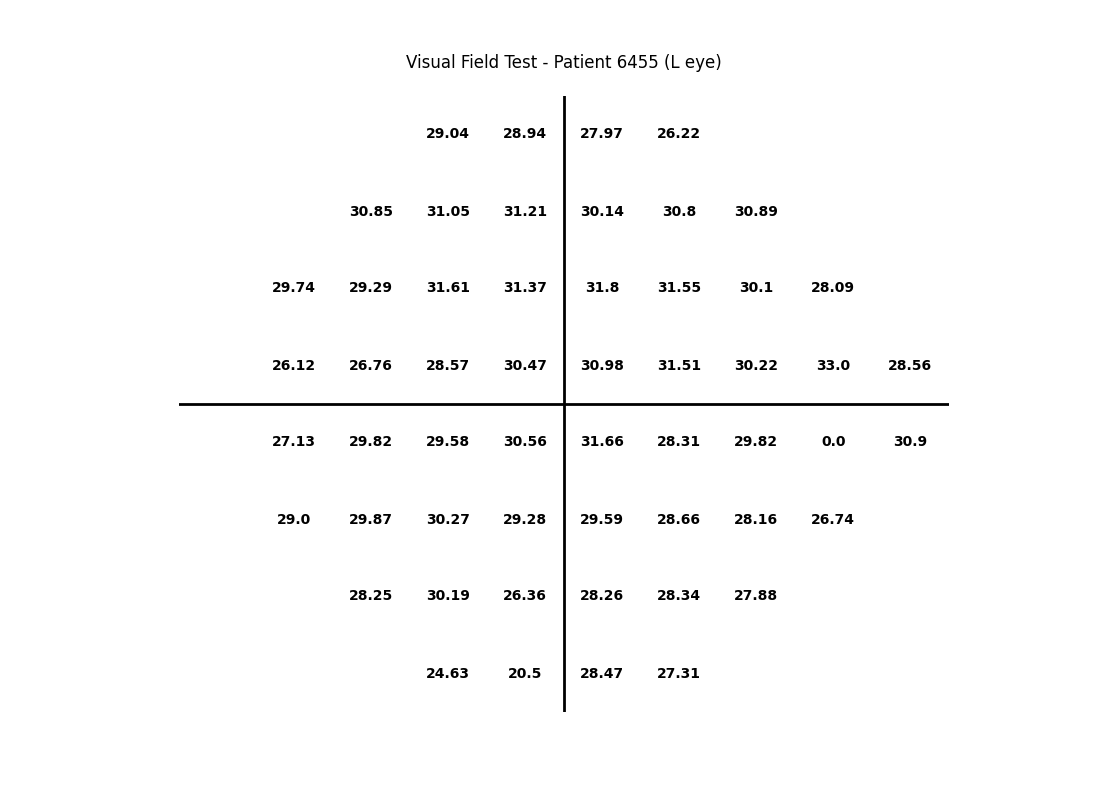 Visual Field Test - Patient 6455 (L eye)
29.04 28.94 27.97 26.22
30.85 31.05 31.21 30.14 30.8 30.89
29.74 29.29 31.61 31.37 31.8 31.55 30.1 28.09
26.12 26.76 28.57 30.47 30.98 31.51 30.22 33.0 28.56
27.13 29.82 29.58 30.56 31.66 28.31 29.82 0.0 30.9
29.0 29.87 30.27 29.28 29.59 28.66 28.16 26.74
28.25 30.19 26.36 28.26 28.34 27.88
24.63 20.5 28.47 27.31